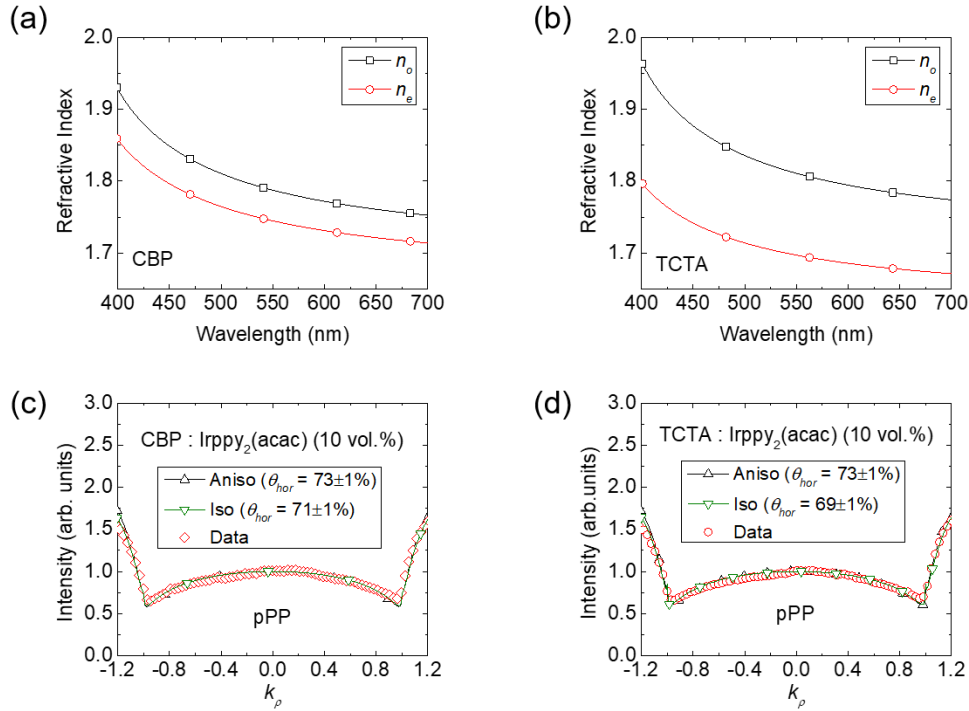 (a)
2.0
1.9
1.8
1.7
Refractive Index
n_o
n_e
CBP
400 450 500 550 600 650 700
Wavelength (nm)
(b)
2.0
1.9
1.8
1.7
Refractive Index
n_o
n_e
TCTA
400 450 500 550 600 650 700
Wavelength (nm)
(c)
3.0
2.5
2.0
1.5
1.0
0.5
0.0
Intensity (arb. units)
CBP : Irppy₂(acac) (10 vol.%)
Aniso (θ_hor = 73±1%)
Iso (θ_hor = 71±1%)
Data
pPP
-1.2 -0.8 -0.4 0.0 0.4 0.8 1.2
k_ρ
(d)
3.0
2.5
2.0
1.5
1.0
0.5
0.0
Intensity (arb.units)
TCTA : Irppy₂(acac) (10 vol.%)
Aniso (θ_hor = 73±1%)
Iso (θ_hor = 69±1%)
Data
pPP
-1.2 -0.8 -0.4 0.0 0.4 0.8 1.2
k_ρ